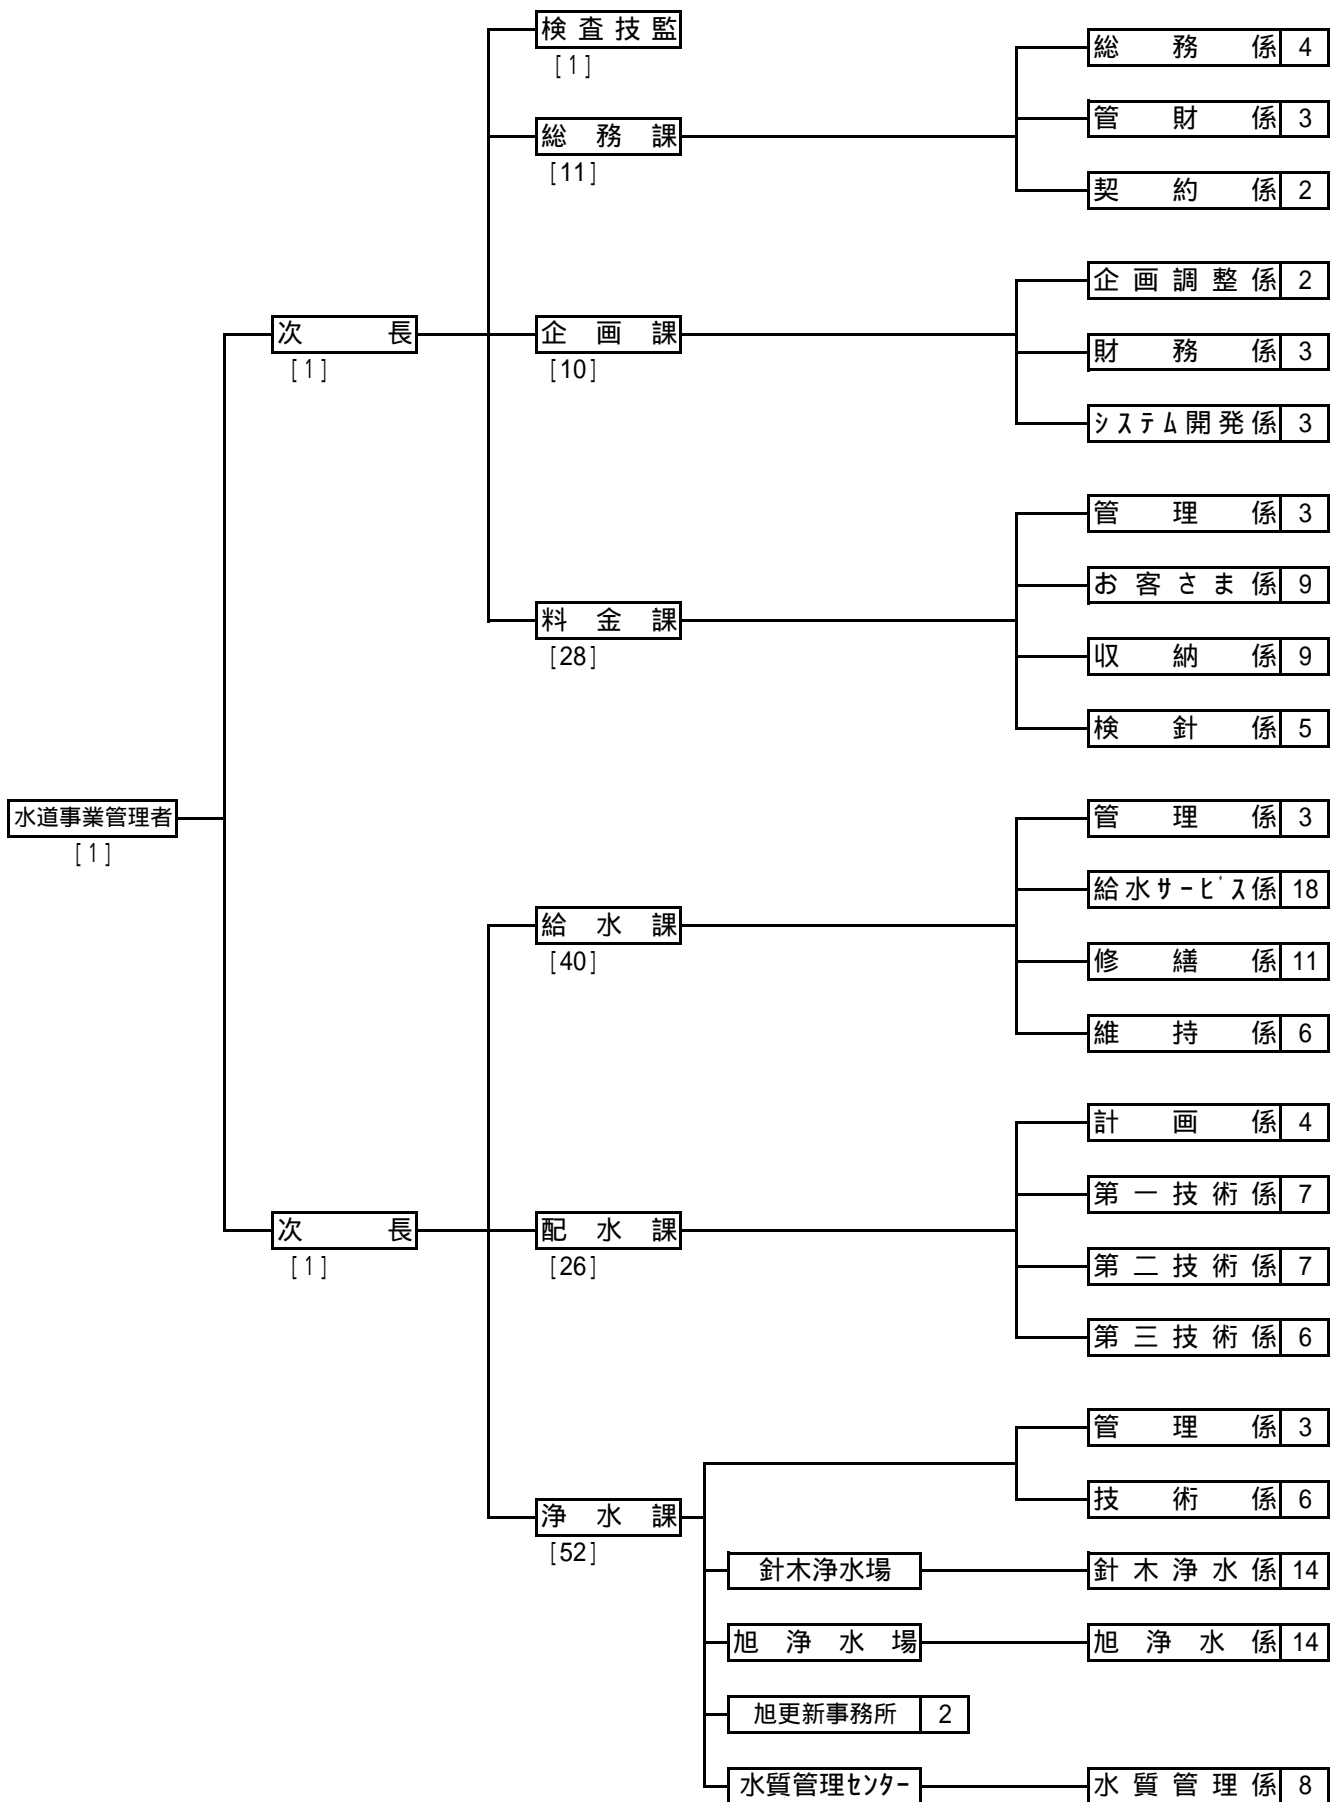 水道事業管理者
[1]
次長
[1]
検査技監
[1]
総務課
[11]
総務係 4
管財係 3
契約係 2
企画課
[10]
企画調整係 2
財務係 3
システム開発係 3
料金課
[28]
管理係 3
お客さま係 9
収納係 9
検針係 5
次長
[1]
給水課
[40]
管理係 3
給水サービス係 18
修繕係 11
維持係 6
配水課
[26]
計画係 4
第一技術係 7
第二技術係 7
第三技術係 6
浄水課
[52]
管理係 3
技術係 6
針木浄水場
針木浄水係 14
旭浄水場
旭浄水係 14
旭更新事務所 2
水質管理センター
水質管理係 8